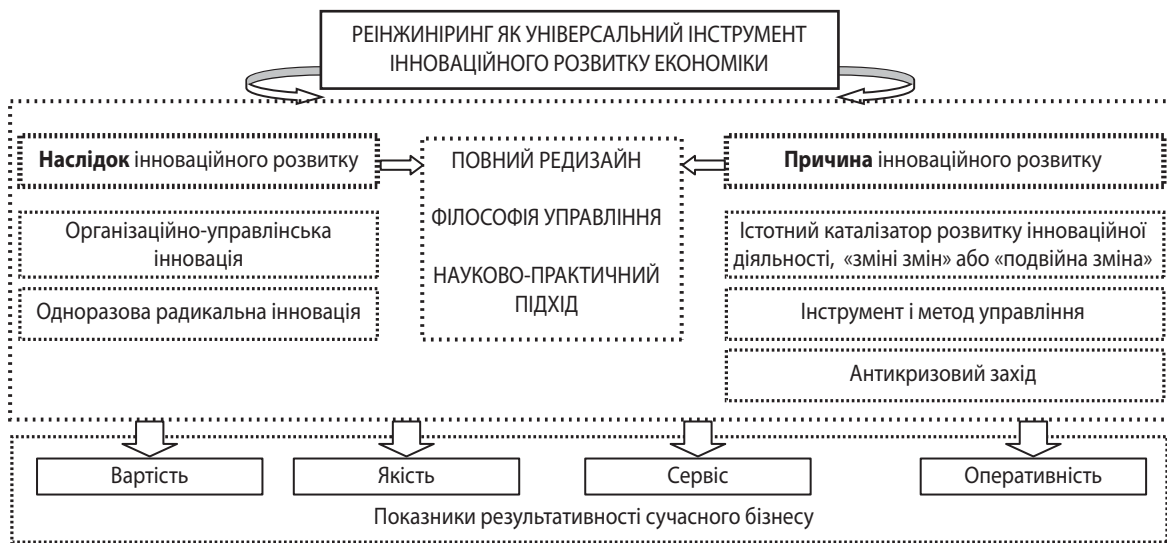 РЕІНЖИНІРИНГ ЯК УНІВЕРСАЛЬНИЙ ІНСТРУМЕНТ
ІННОВАЦІЙНОГО РОЗВИТКУ ЕКОНОМІКИ
Наслідок інноваційного розвитку
Організаційно-управлінська
інновація
Одноразова радикальна інновація
ПОВНИЙ РЕДИЗАЙН
ФІЛОСОФІЯ УПРАВЛІННЯ
НАУКОВО-ПРАКТИЧНИЙ
ПІДХІД
Причина інноваційного розвитку
Істотний каталізатор розвитку інноваційної
діяльності, «зміні змін» або «подвійна зміна»
Інструмент і метод управління
Антикризовий захід
Вартість
Якість
Сервіс
Оперативність
Показники результативності сучасного бізнесу